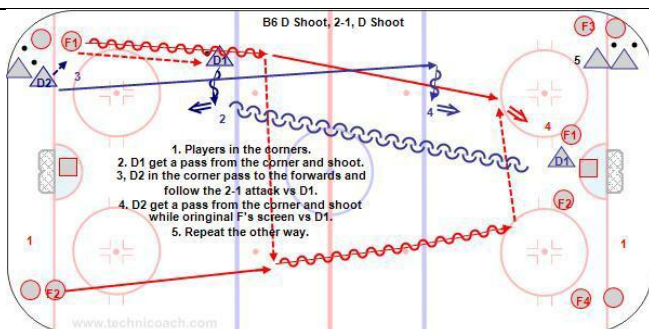 B6 D Shoot, 2-1, D Shoot
F1
D1
F3
D2
3
5
2
4
4
F1
D1
1. Players in the corners.
2. D1 get a pass from the corner and shoot.
3, D2 in the corner pass to the forwards and
follow the 2-1 attack vs D1.
4. D2 get a pass from the corner and shoot
while oringinal F's screen vs D1.
5. Repeat the other way.
F2
1
1
F2
F4
www.technicoach.com